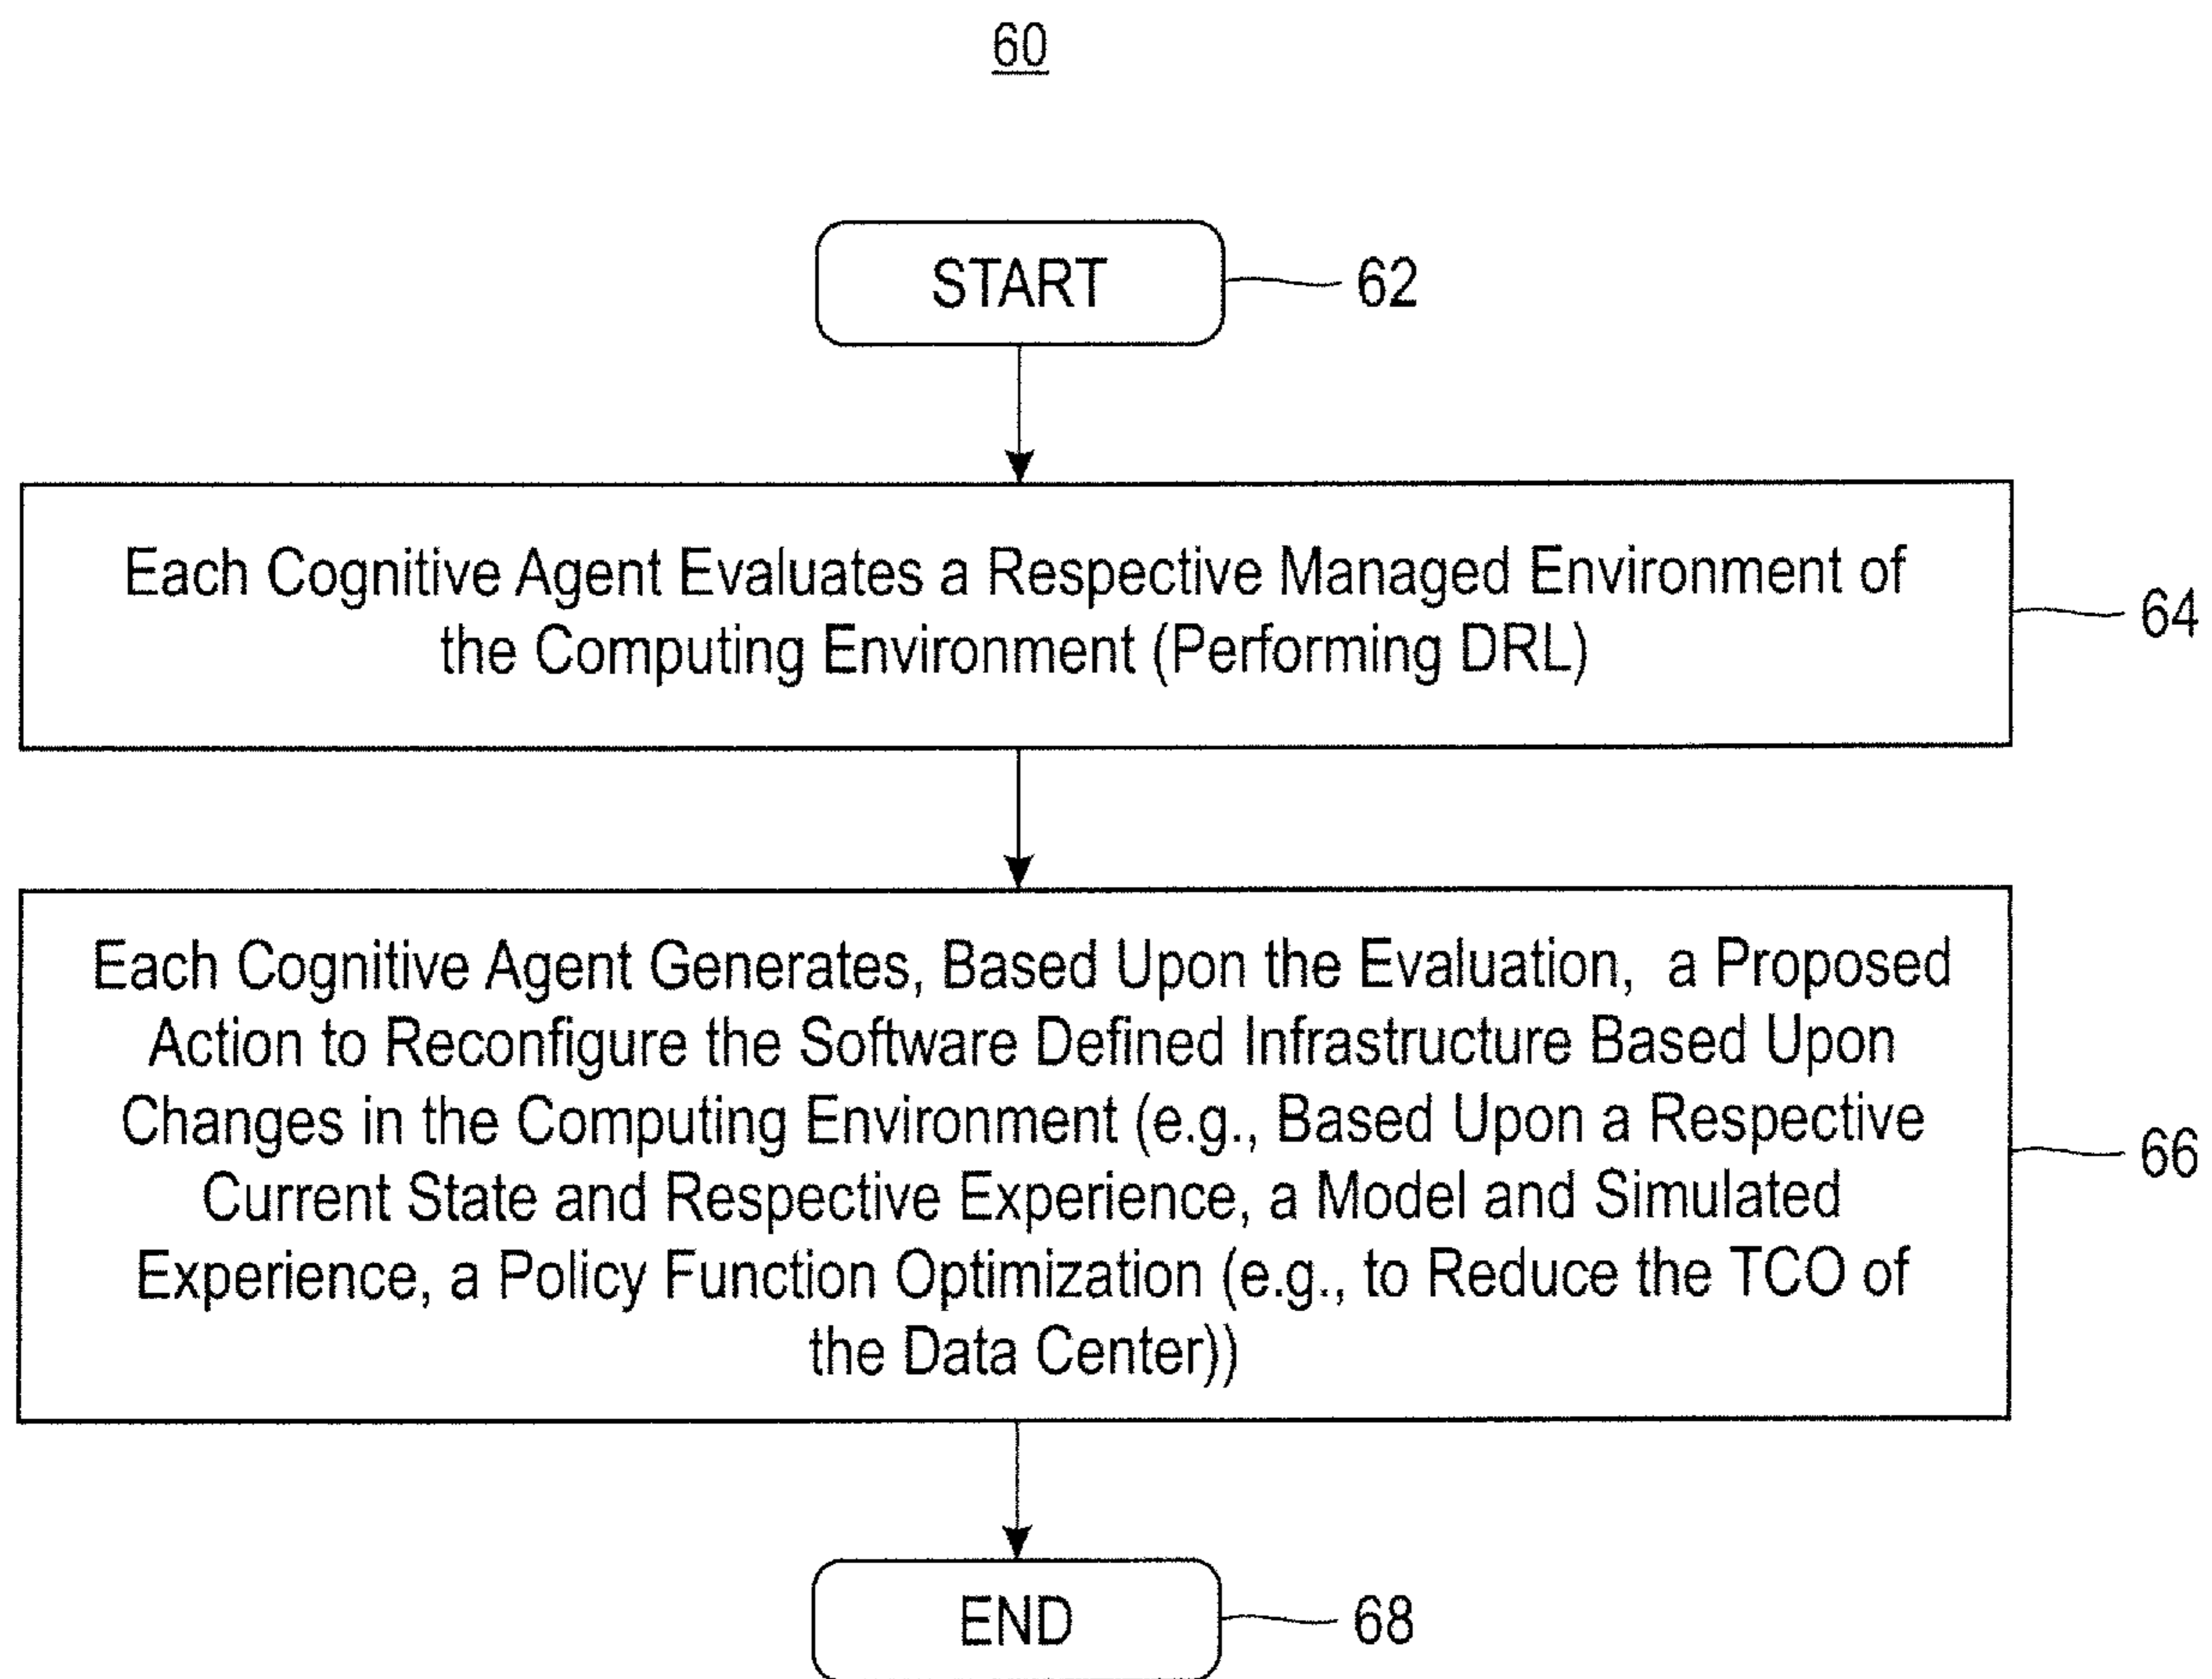 60
START
62
Each Cognitive Agent Evaluates a Respective Managed Environment of
the Computing Environment (Performing DRL)
64
Each Cognitive Agent Generates, Based Upon the Evaluation, a Proposed
Action to Reconfigure the Software Defined Infrastructure Based Upon
Changes in the Computing Environment (e.g., Based Upon a Respective
Current State and Respective Experience, a Model and Simulated
Experience, a Policy Function Optimization (e.g., to Reduce the TCO of
the Data Center))
66
END
68